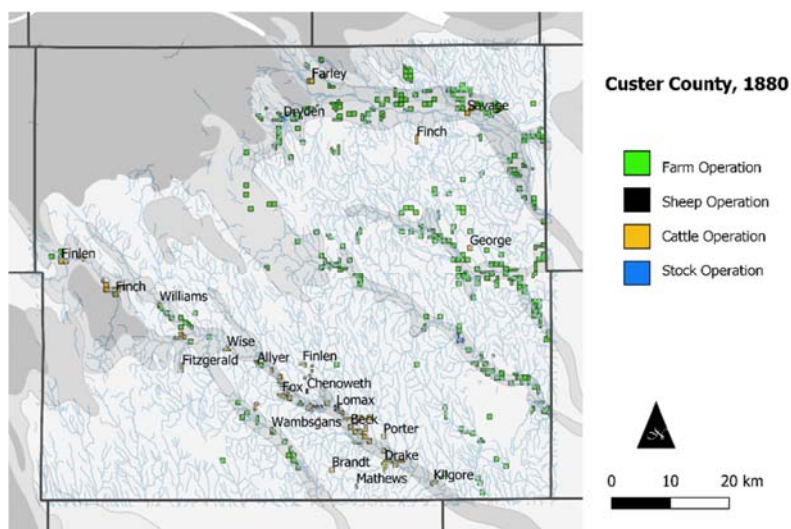 Custer County, 1880
Farm Operation
Sheep Operation
Cattle Operation
Stock Operation
N
0 10 20 km
Farley
Dryden
Savage
Finch
George
Finlen
Finch
Williams
Wise
Fitzgerald
Allyer
Finlen
Fox
Chenoweth
Lomax
Wambsgans
Beck
Porter
Brandt
Drake
Mathews
Kilgore